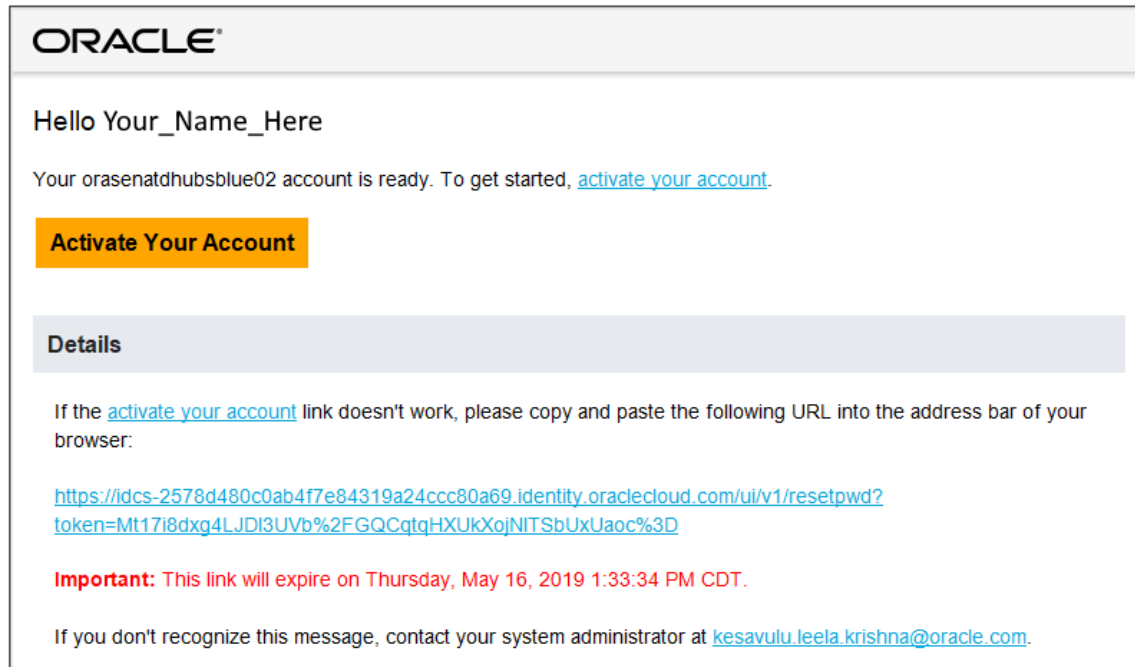 ORACLE®
Hello Your_Name_Here
Your orasenatdhubsblue02 account is ready. To get started, activate your account.
Activate Your Account
Details
If the activate your account link doesn't work, please copy and paste the following URL into the address bar of your
browser:
https://idcs-2578d480c0ab4f7e84319a24ccc80a69.identity.oraclecloud.com/ui/v1/resetpwd?
token=Mt17i8dxg4LJDI3UVb%2FGQCqtqHXUkXojNITSbUxUaoc%3D
Important: This link will expire on Thursday, May 16, 2019 1:33:34 PM CDT.
If you don't recognize this message, contact your system administrator at kesavulu.leela.krishna@oracle.com.